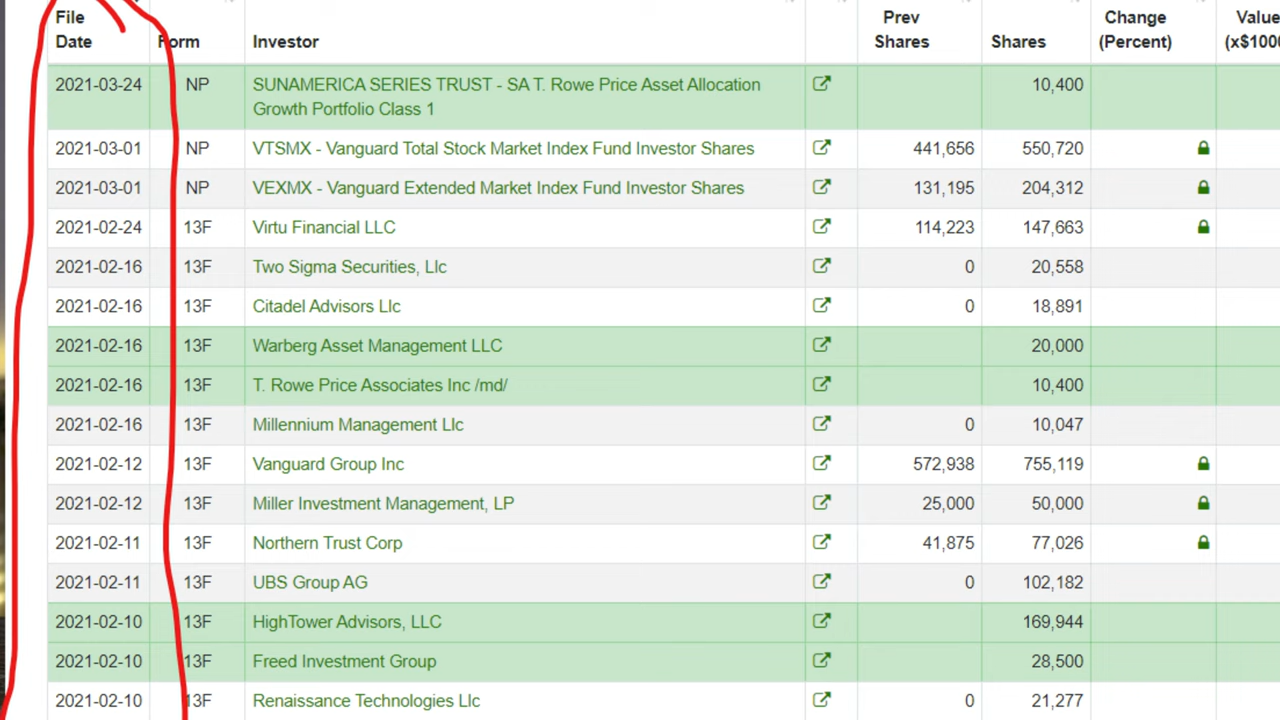 File Date Form Investor Prev Shares Shares Change (Percent) Value (x$1000
2021-03-24 NP SUNAMERICA SERIES TRUST - SA T. Rowe Price Asset Allocation Growth Portfolio Class 1 10,400
2021-03-01 NP VTSMX - Vanguard Total Stock Market Index Fund Investor Shares 441,656 550,720
2021-03-01 NP VEXMX - Vanguard Extended Market Index Fund Investor Shares 131,195 204,312
2021-02-24 13F Virtu Financial LLC 114,223 147,663
2021-02-16 13F Two Sigma Securities, Llc 0 20,558
2021-02-16 13F Citadel Advisors Llc 0 18,891
2021-02-16 13F Warberg Asset Management LLC 20,000
2021-02-16 13F T. Rowe Price Associates Inc /md/ 10,400
2021-02-16 13F Millennium Management Llc 0 10,047
2021-02-12 13F Vanguard Group Inc 572,938 755,119
2021-02-12 13F Miller Investment Management, LP 25,000 50,000
2021-02-11 13F Northern Trust Corp 41,875 77,026
2021-02-11 13F UBS Group AG 0 102,182
2021-02-10 13F HighTower Advisors, LLC 169,944
2021-02-10 13F Freed Investment Group 28,500
2021-02-10 13F Renaissance Technologies Llc 0 21,277